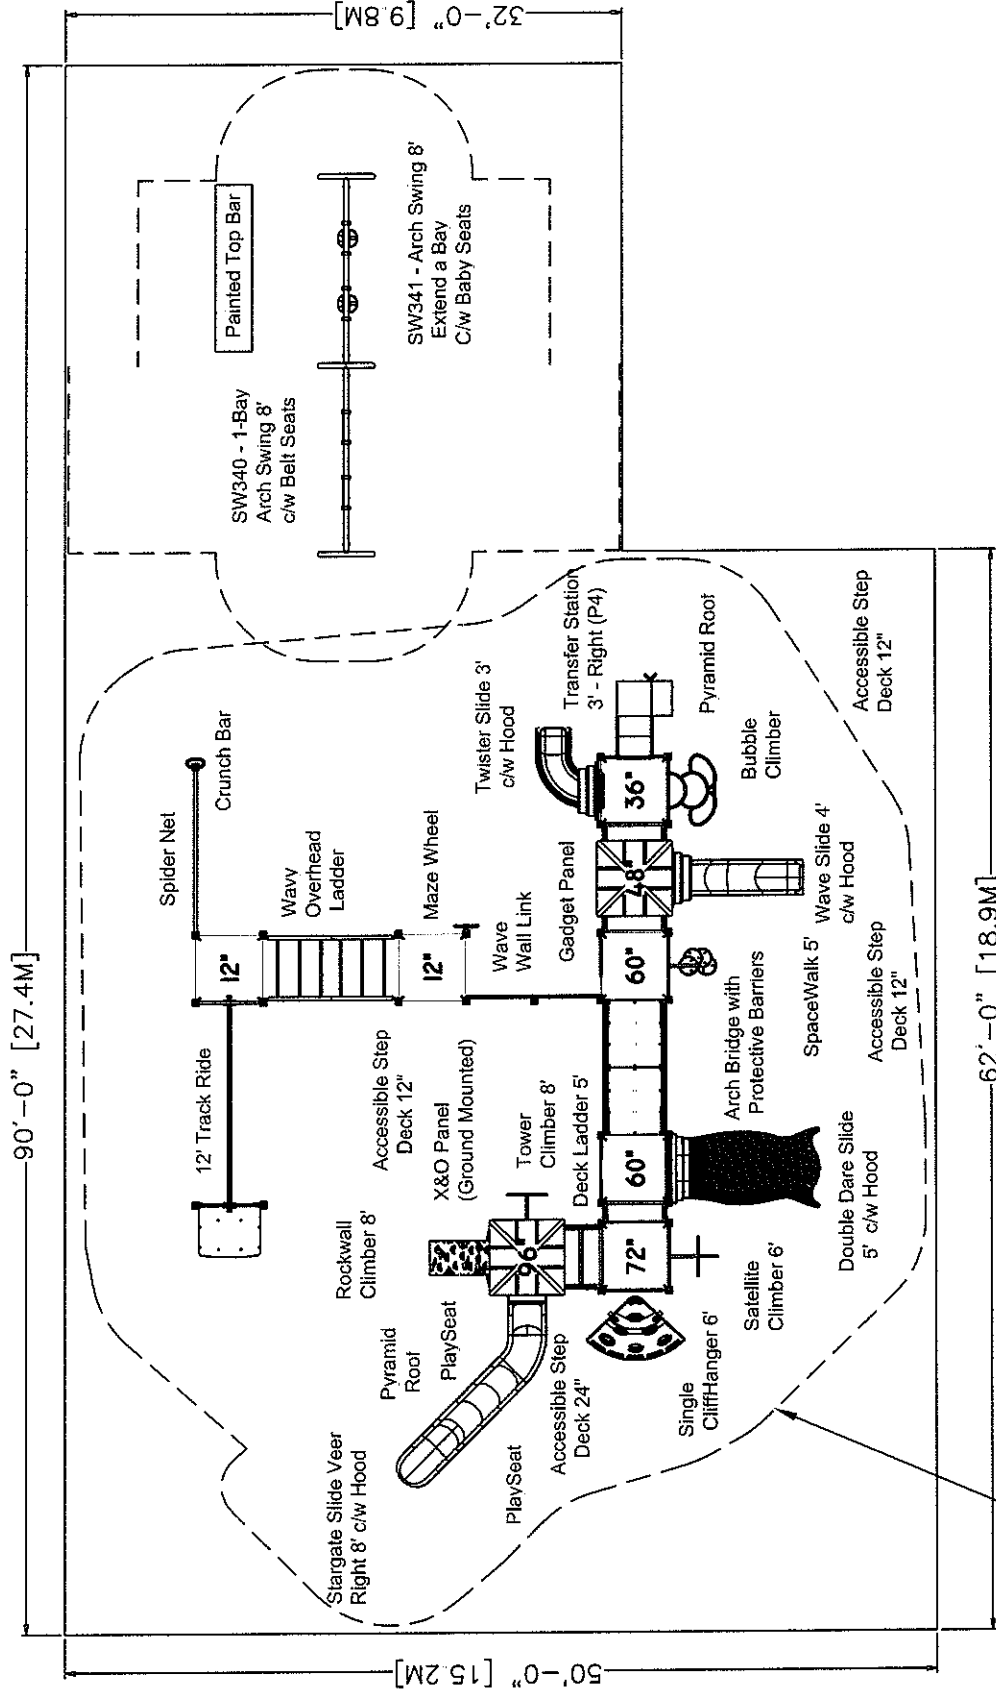 90'-0" [27.4M]
32'-0" [9.8M]
50'-0" [15.2M]
62'-0" [18.9M]
Painted Top Bar
SW340 - 1-Bay
Arch Swing 8'
c/w Belt Seats
SW341 - Arch Swing 8'
Extend a Bay
C/w Baby Seats
Spider Net
Crunch Bar
Wavy
Overhead
Ladder
Maze Wheel
12"
12"
12' Track Ride
Accessible Step
Deck 12"
X&O Panel
(Ground Mounted)
Wave
Wall Link
Gadget Panel
Twister Slide 3'
c/w Hood
Transfer Station
3' - Right (P4)
Pyramid Roof
Bubble
Climber
Accessible Step
Deck 12"
36"
48"
60"
60"
72"
96"
Wave Slide 4'
c/w Hood
SpaceWalk 5'
Accessible Step
Deck 12"
Arch Bridge with
Protective Barriers
Tower
Climber 8'
Deck Ladder 5'
Rockwall
Climber 8'
Pyramid
Roof
PlaySeat
Stargate Slide Veer
Right 8' c/w Hood
PlaySeat
Accessible Step
Deck 24"
Single
CliffHanger 6'
Satellite
Climber 6'
Double Dare Slide
5' c/w Hood